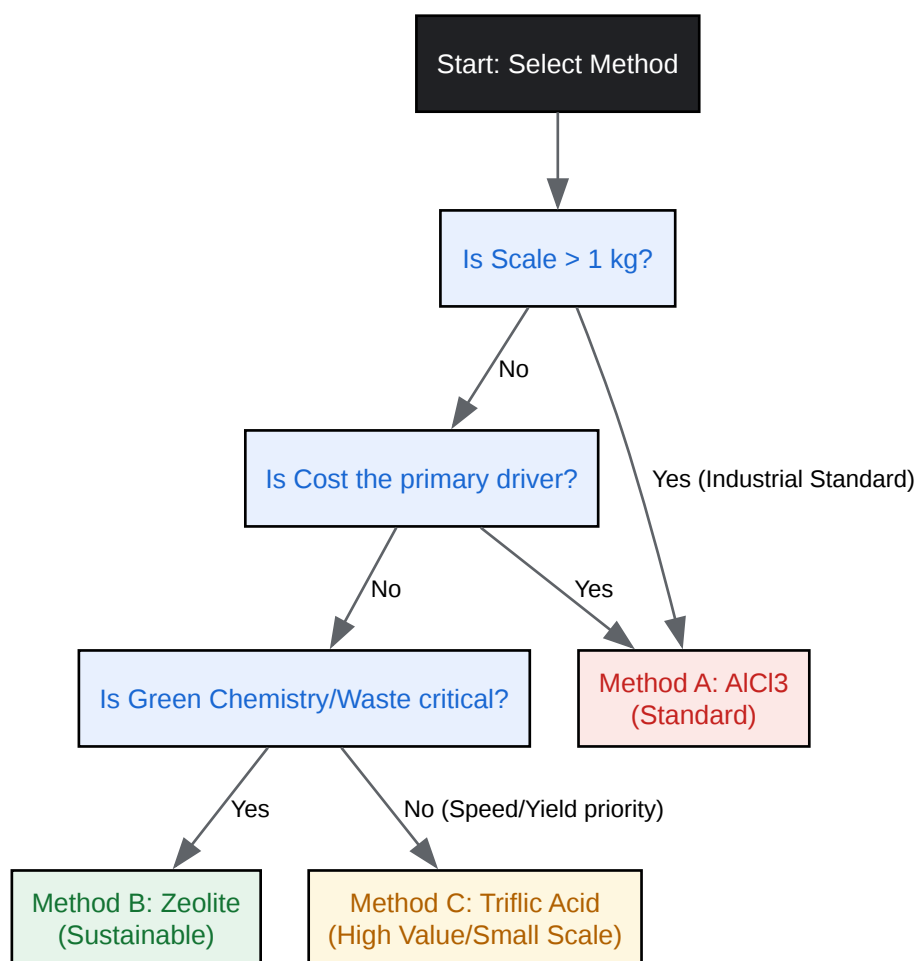 Start: Select Method
Is Scale > 1 kg?
No
Is Cost the primary driver?
Yes (Industrial Standard)
No
Yes
Is Green Chemistry/Waste critical?
Method A: AlCl3
(Standard)
Yes
No (Speed/Yield priority)
Method B: Zeolite
(Sustainable)
Method C: Triflic Acid
(High Value/Small Scale)